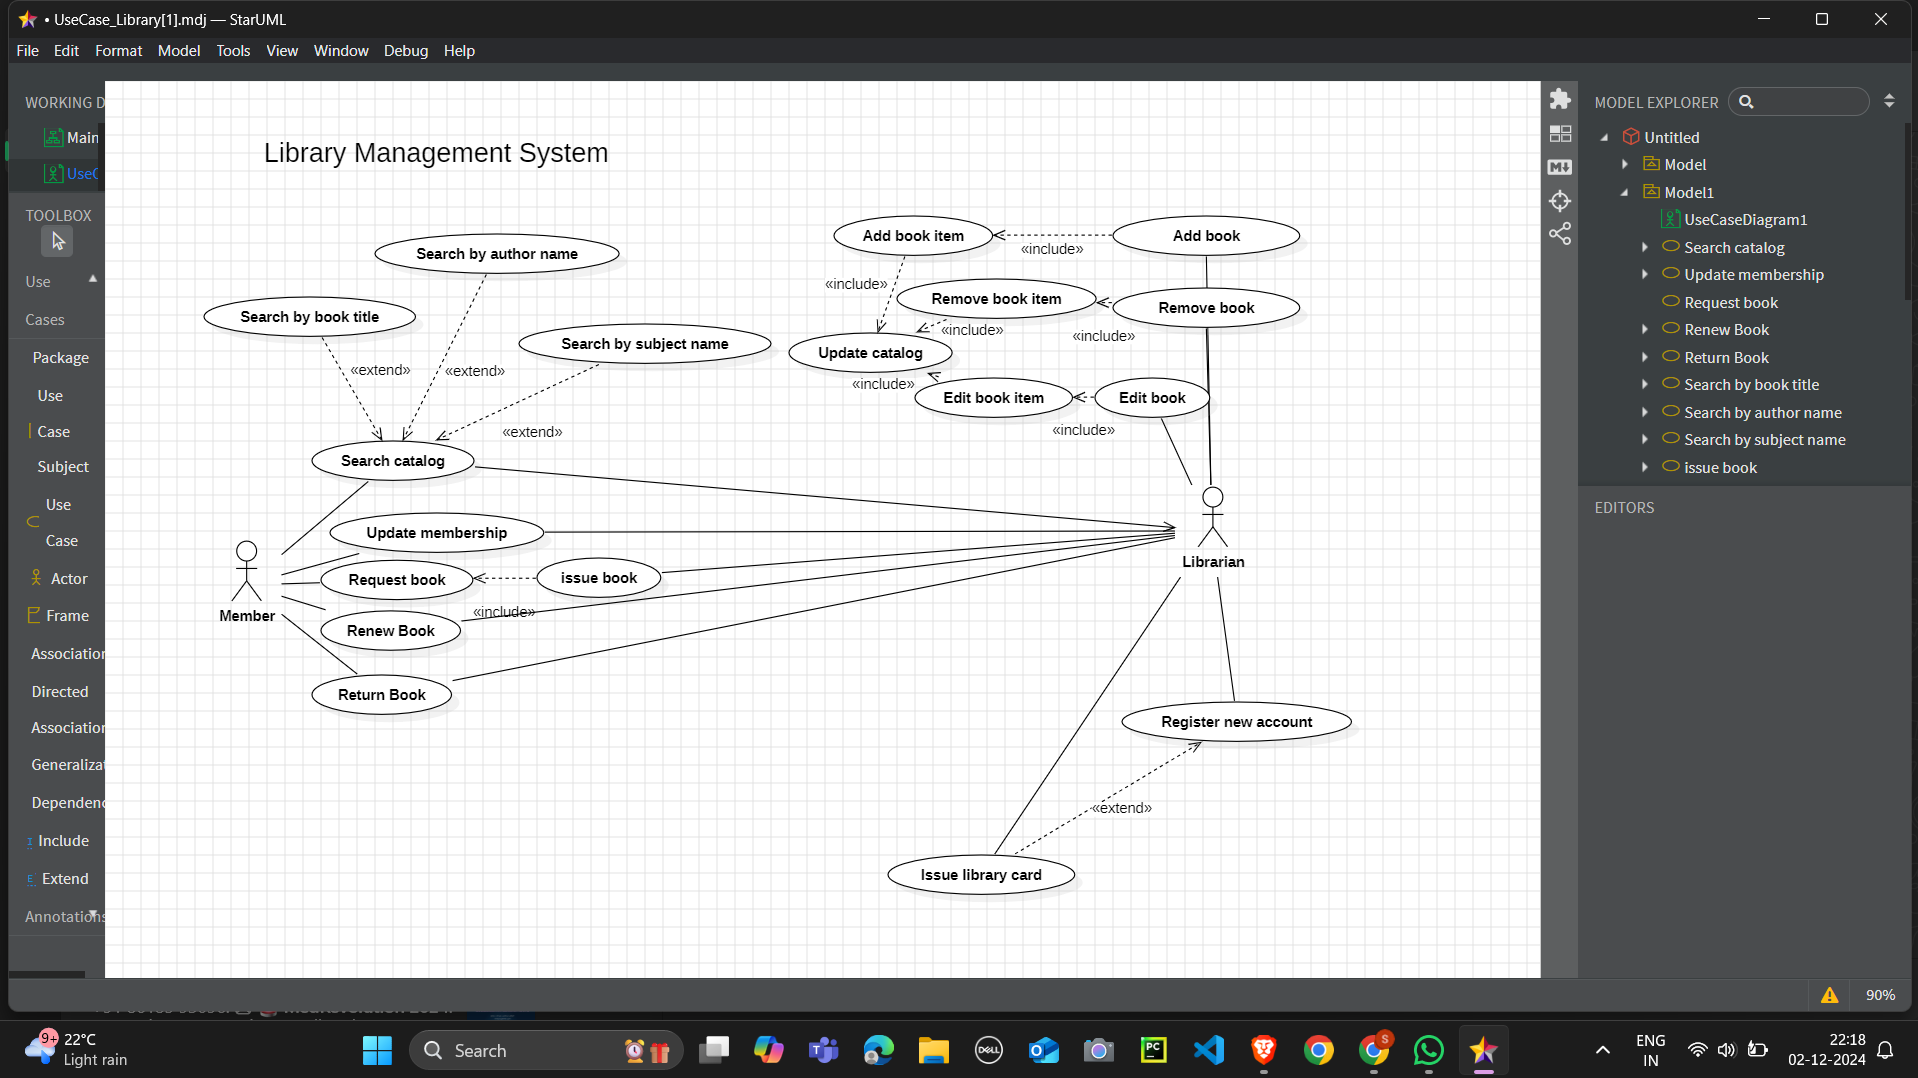 • UseCase_Library[1].mdj — StarUML
File Edit Format Model Tools View Window Debug Help
WORKING D
Main
UseC
TOOLBOX
Use
Cases
Package
Use
Case
Subject
Use
Case
Actor
Frame
Association
Directed
Association
Generalizat
Dependenc
Include
Extend
Annotations
Library Management System
Search by author name
Search by book title
Search by subject name
«extend»
«extend»
«extend»
Search catalog
Update membership
Request book
issue book
«include»
Renew Book
Return Book
Member
Add book item
«include»
Add book
«include»
Remove book item
«include»
Remove book
«include»
Update catalog
«include»
Edit book item
Edit book
«include»
Librarian
Register new account
«extend»
Issue library card
MODEL EXPLORER
Untitled
Model
Model1
UseCaseDiagram1
Search catalog
Update membership
Request book
Renew Book
Return Book
Search by book title
Search by author name
Search by subject name
issue book
EDITORS
90%
9+
22°C
Light rain
Search
DELL
PC
S
ENG
IN
22:18
02-12-2024